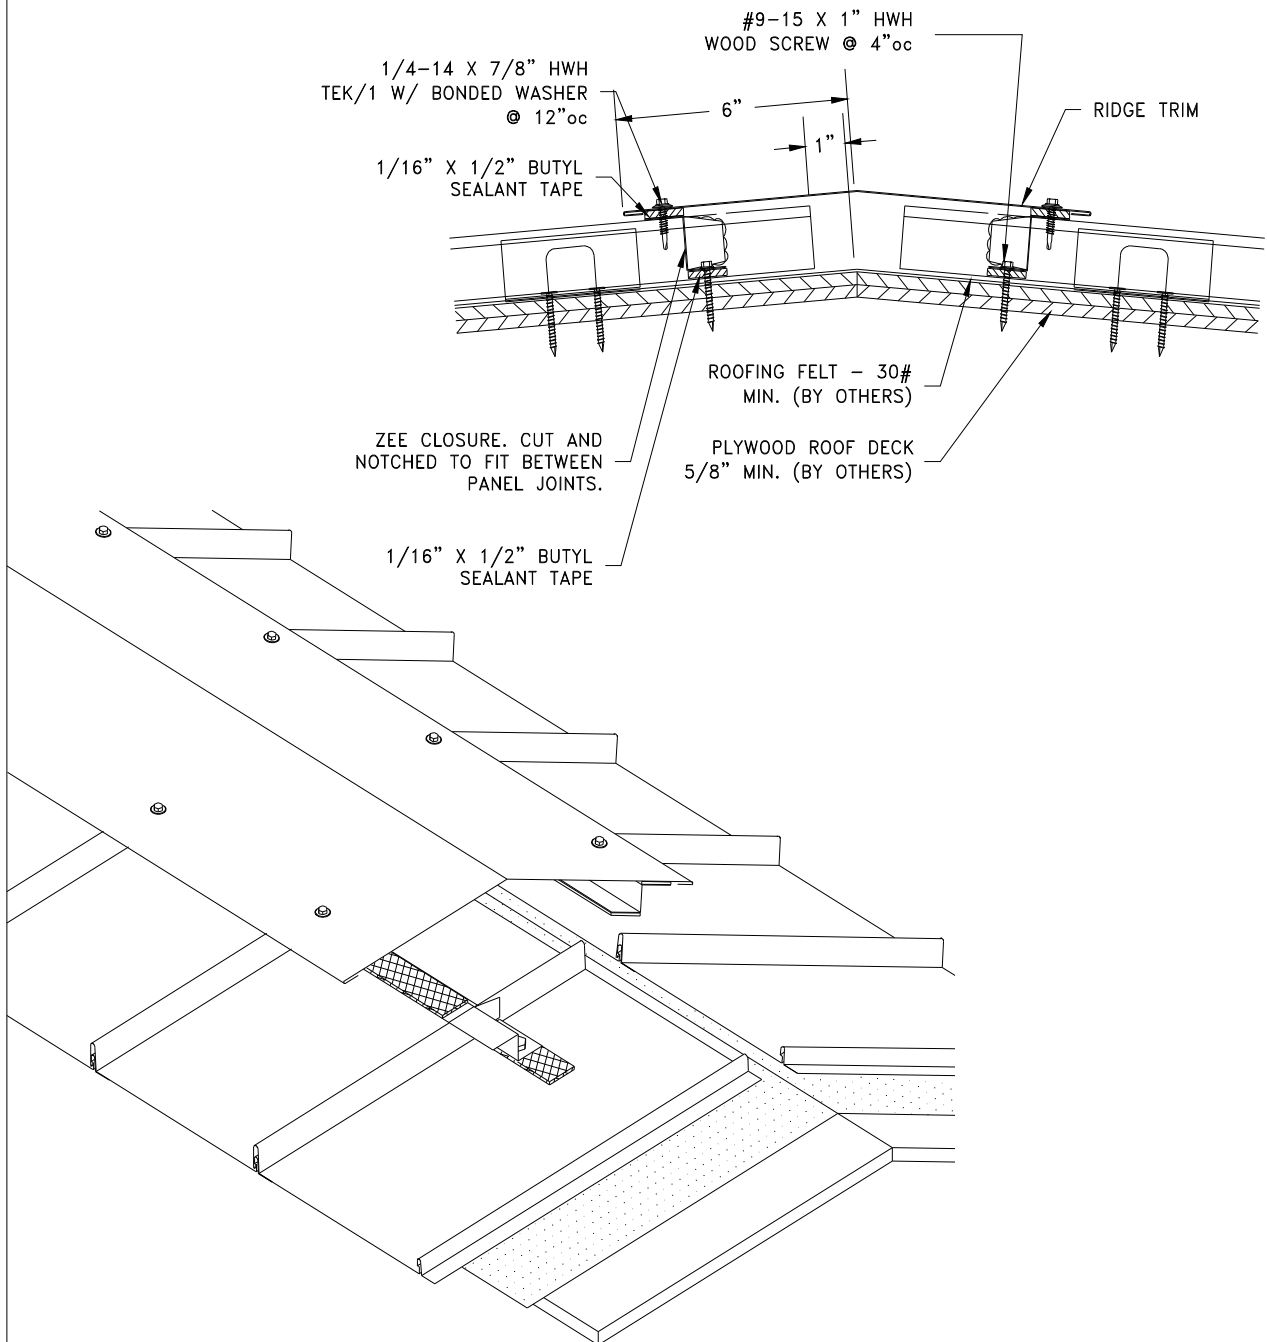 #9-15 X 1” HWH
WOOD SCREW @ 4”oc
1/4-14 X 7/8” HWH
TEK/1 W/ BONDED WASHER
@ 12”oc
6”
RIDGE TRIM
1”
1/16” X 1/2” BUTYL
SEALANT TAPE
ROOFING FELT - 30#
MIN. (BY OTHERS)
ZEE CLOSURE. CUT AND
NOTCHED TO FIT BETWEEN
PANEL JOINTS.
PLYWOOD ROOF DECK
5/8” MIN. (BY OTHERS)
1/16” X 1/2” BUTYL
SEALANT TAPE